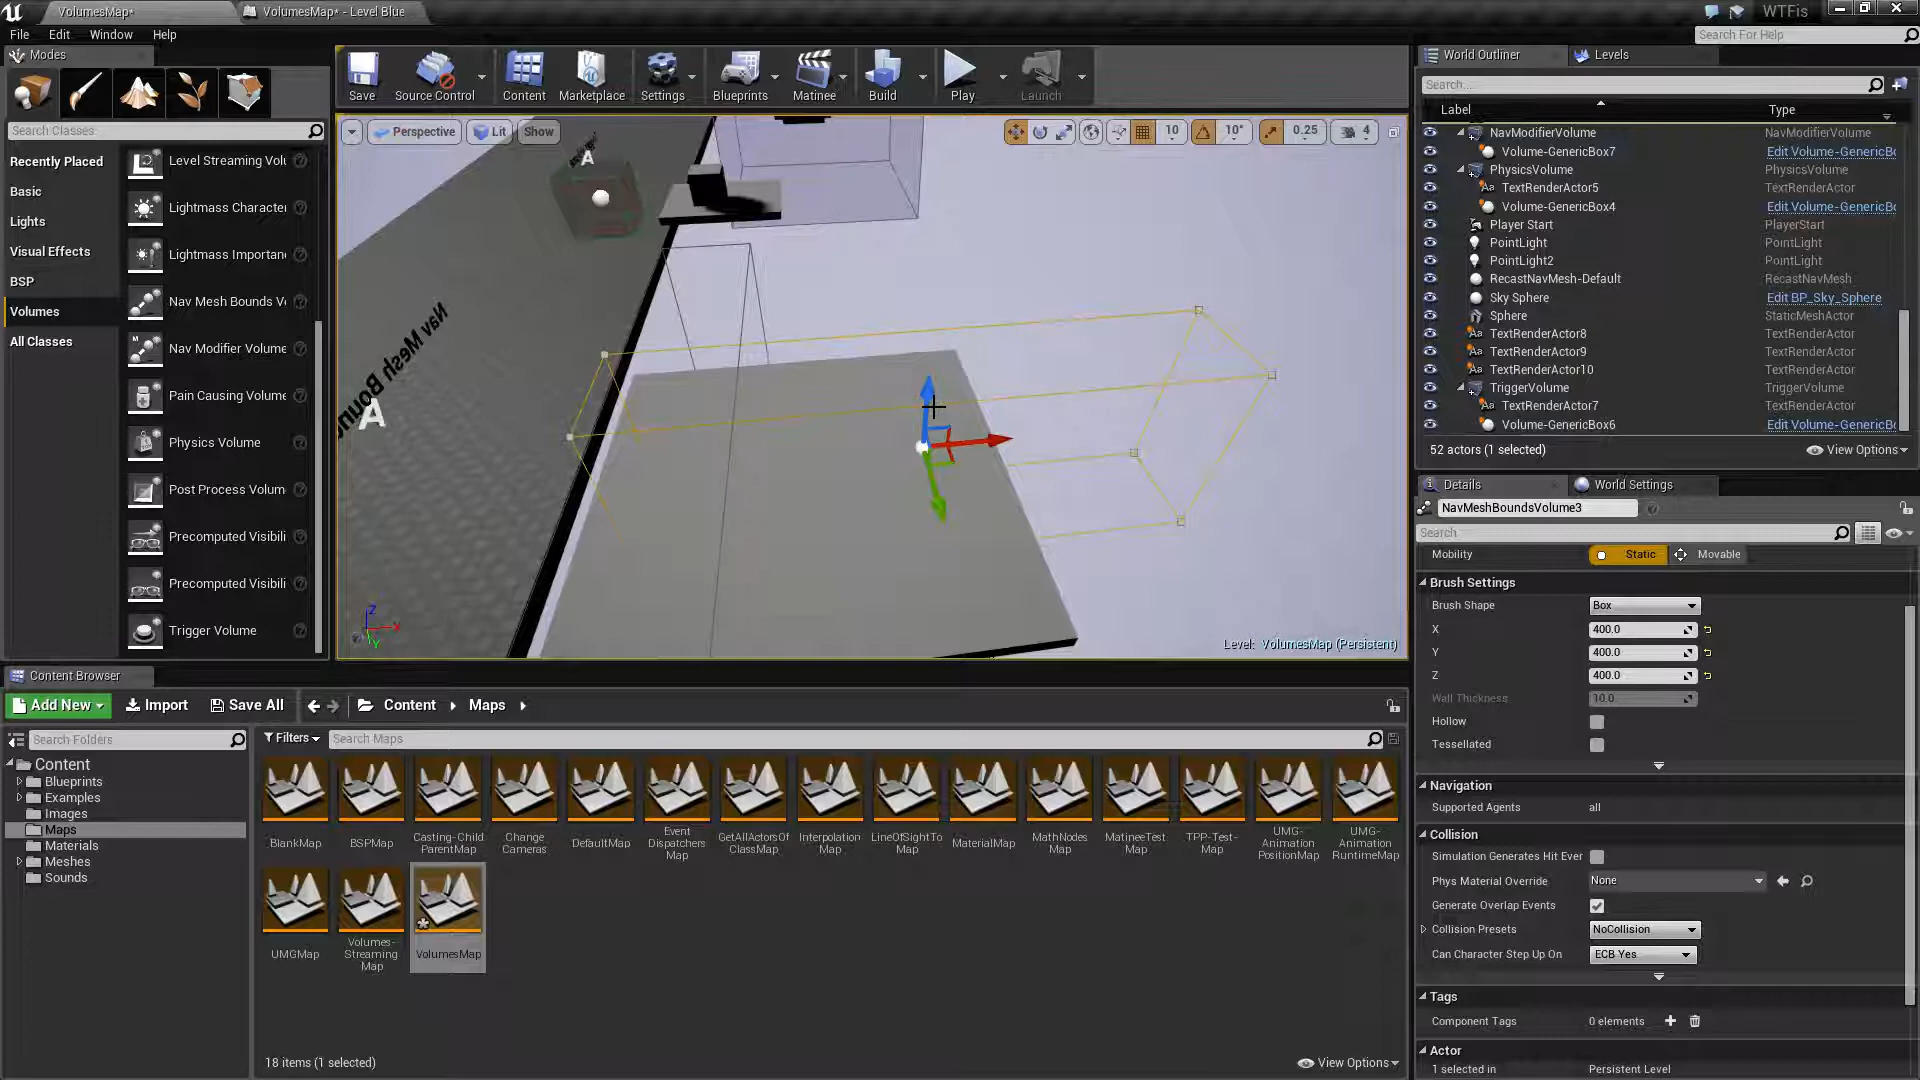 VolumesMap*
VolumesMap* - Level Blue
WTFis
File
Edit
Window
Help
Search For Help
Modes
Search Classes
Recently Placed
Basic
Lights
Visual Effects
BSP
Volumes
All Classes
Level Streaming Volu
Lightmass Character
Lightmass Importan
Nav Mesh Bounds V
Nav Modifier Volume
Pain Causing Volume
Physics Volume
Post Process Volum
Precomputed Visibili
Precomputed Visibili
Trigger Volume
Save
Source Control
Content
Marketplace
Settings
Blueprints
Matinee
Build
Play
Launch
Perspective
Lit
Show
10
10°
0.25
4
A
Nav Mesh Boun
A
Z
X
Y
Level: VolumesMap (Persistent)
World Outliner
Levels
Search...
Label
Type
NavModifierVolume
NavModifierVolume
Volume-GenericBox7
Edit Volume-GenericBo
PhysicsVolume
PhysicsVolume
TextRenderActor5
TextRenderActor
Volume-GenericBox4
Edit Volume-GenericBo
Player Start
PlayerStart
PointLight
PointLight
PointLight2
PointLight
RecastNavMesh-Default
RecastNavMesh
Sky Sphere
Edit BP_Sky_Sphere
Sphere
StaticMeshActor
TextRenderActor8
TextRenderActor
TextRenderActor9
TextRenderActor
TextRenderActor10
TextRenderActor
TriggerVolume
TriggerVolume
TextRenderActor7
TextRenderActor
Volume-GenericBox6
Edit Volume-GenericBo
52 actors (1 selected)
View Options
Details
World Settings
NavMeshBoundsVolume3
Search
Mobility
Static
Movable
Brush Settings
Brush Shape
Box
X
400.0
Y
400.0
Z
400.0
Wall Thickness
10.0
Hollow
Tessellated
Navigation
Supported Agents
all
Collision
Simulation Generates Hit Ever
Phys Material Override
None
Generate Overlap Events
Collision Presets
NoCollision
Can Character Step Up On
ECB Yes
Tags
Component Tags
0 elements
Actor
1 selected in
Persistent Level
Content Browser
Add New
Import
Save All
Content
Maps
Search Folders
Filters
Search Maps
Content
Blueprints
Examples
Images
Maps
Materials
Meshes
Sounds
BlankMap
BSPMap
Casting-Child
ParentMap
Change
Cameras
DefaultMap
Event
Dispatchers
Map
GetAllActorsOf
ClassMap
Interpolation
Map
LineOfSightTo
Map
MaterialMap
MathNodes
Map
MatineeTest
Map
TPP-Test-
Map
UMG-
Animation
PositionMap
UMG-
Animation
RuntimeMap
UMGMap
Volumes-
Streaming
Map
VolumesMap
18 items (1 selected)
View Options